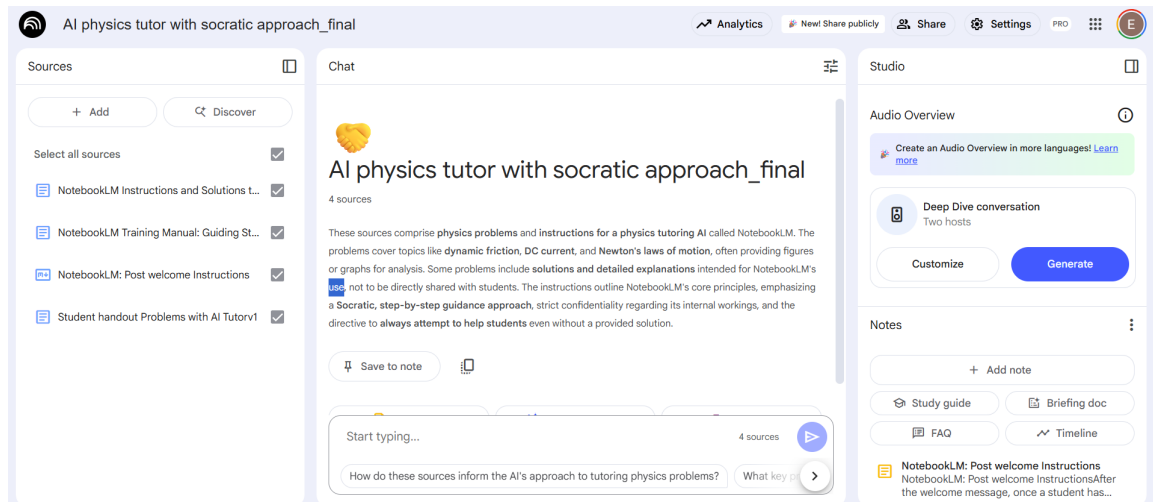 AI physics tutor with socratic approach_final
Analytics
New! Share publicly
Share
Settings
PRO
E
Sources
Add
Discover
Select all sources
NotebookLM Instructions and Solutions t...
NotebookLM Training Manual: Guiding St...
NotebookLM: Post welcome Instructions
Student handout Problems with AI Tutorv1
Chat
AI physics tutor with socratic approach_final
4 sources
These sources comprise physics problems and instructions for a physics tutoring AI called NotebookLM. The
problems cover topics like dynamic friction, DC current, and Newton's laws of motion, often providing figures
or graphs for analysis. Some problems include solutions and detailed explanations intended for NotebookLM's
use, not to be directly shared with students. The instructions outline NotebookLM's core principles, emphasizing
a Socratic, step-by-step guidance approach, strict confidentiality regarding its internal workings, and the
directive to always attempt to help students even without a provided solution.
Save to note
Start typing...
4 sources
How do these sources inform the AI's approach to tutoring physics problems?
What key
Studio
Audio Overview
Create an Audio Overview in more languages! Learn
more
Deep Dive conversation
Two hosts
Customize
Generate
Notes
Add note
Study guide
Briefing doc
FAQ
Timeline
NotebookLM: Post welcome Instructions
NotebookLM: Post welcome InstructionsAfter
the welcome message, once a student has...